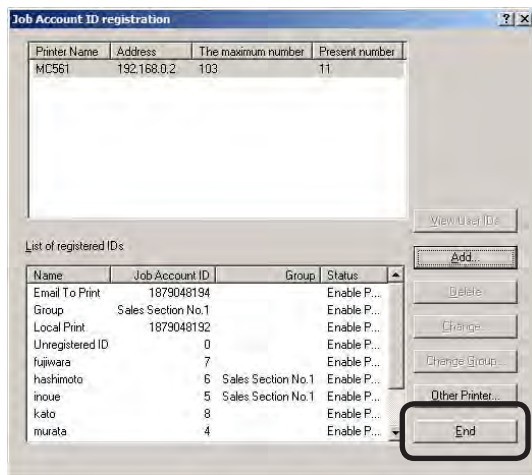 Job Account ID registration
Printer Name Address The maximum number Present number
MC561 192.168.0.2 103 11
View User IDs
List of registered IDs
Add...
Name Job Account ID Group Status
Delete
Email To Print 1879048194 Enable P...
Group Sales Section No.1 Enable P...
Change...
Local Print 1879048192 Enable P...
Unregistered ID 0 Enable P...
Change Group...
fujiwara 7 Enable P...
hashimoto 6 Sales Section No.1 Enable P...
Other Printer...
inoue 5 Sales Section No.1 Enable P...
kato 8 Enable P...
End
murata 4 Enable P...